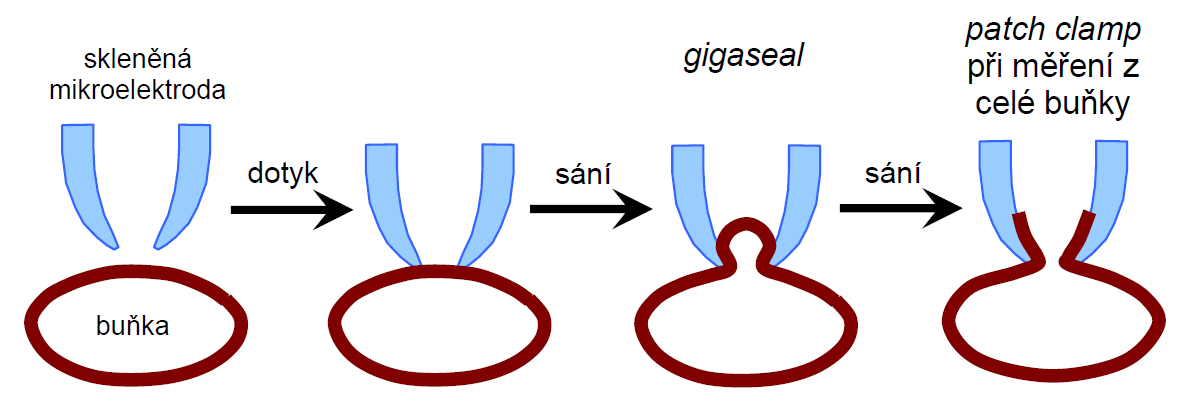 skleněná
mikroelektroda
buňka
dotyk
sání
gigaseal
sání
patch clamp
při měření z
celé buňky